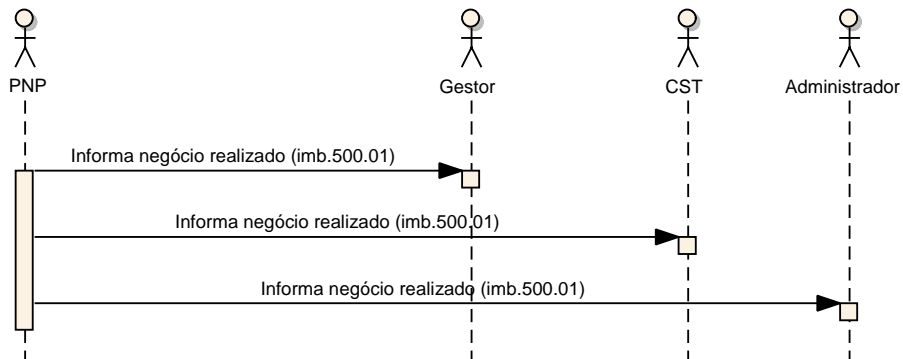 PNP
Gestor
CST
Administrador
Informa negócio realizado (imb.500.01)
Informa negócio realizado (imb.500.01)
Informa negócio realizado (imb.500.01)